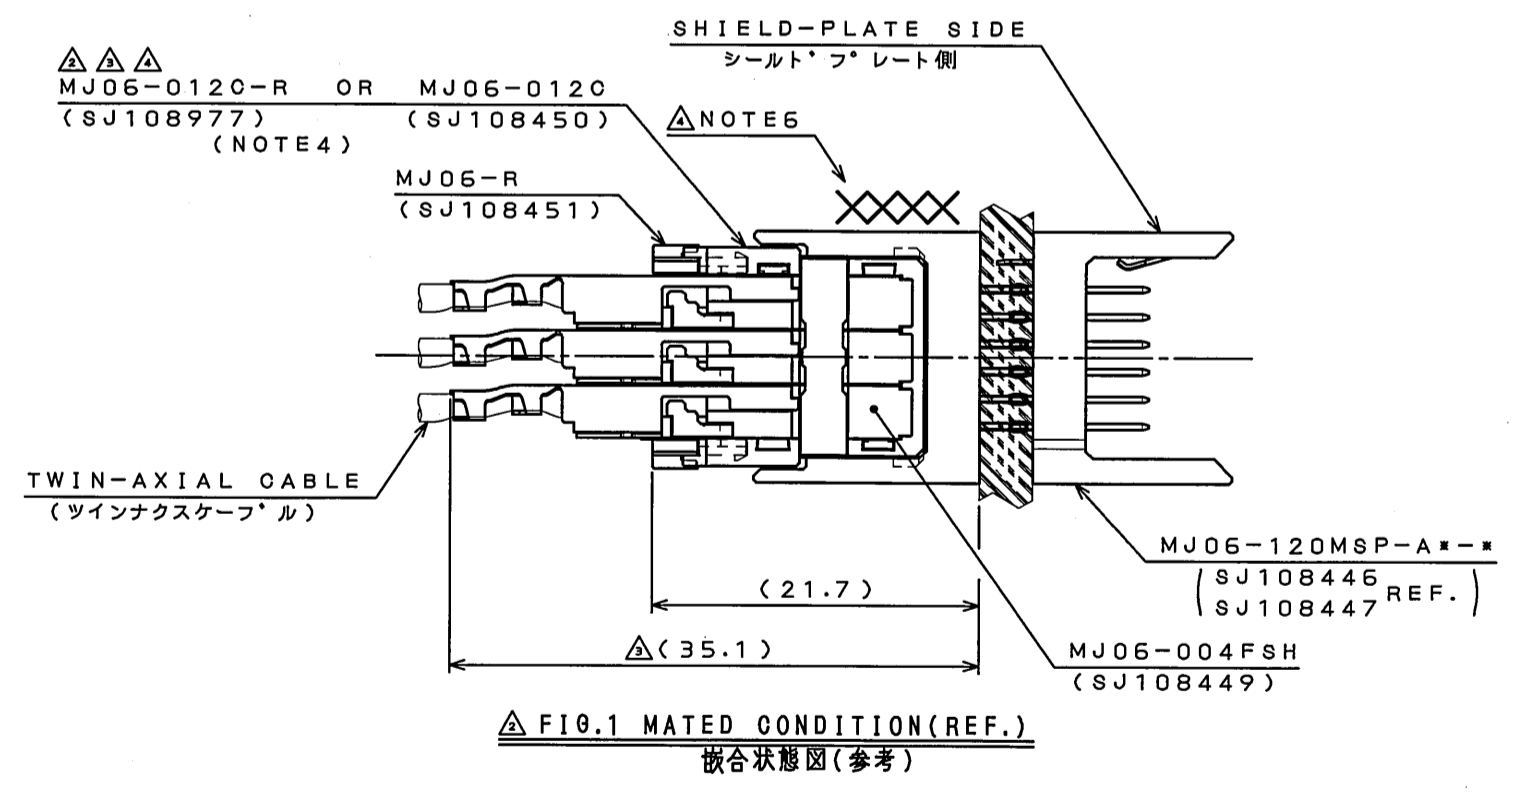 SHIELD-PLATE SIDE
シールドプレート側
2 3 4
MJ06-012C-R OR MJ06-012C
(SJ108977) (SJ108450)
(NOTE4)
4 NOTE6
MJ06-R
(SJ108451)
TWIN-AXIAL CABLE
(ツインナクスケーブル)
MJ06-120MSP-A*-*
(SJ108446
SJ108447 REF.)
(21.7)
3 (35.1)
MJ06-004FSH
(SJ108449)
2 FIG.1 MATED CONDITION(REF.)
嵌合状態図(参考)